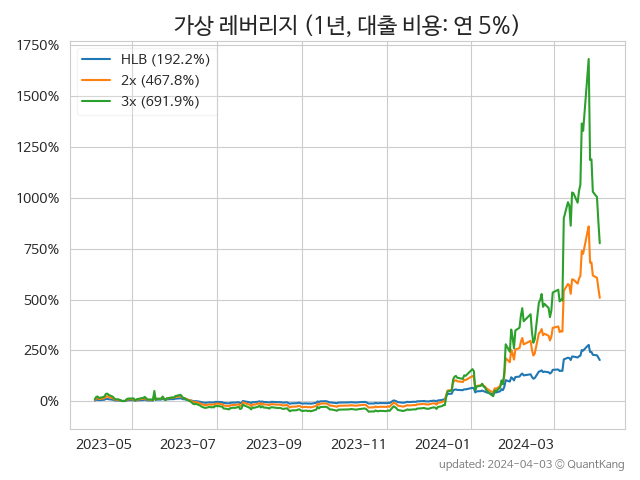 가상 레버리지 (1년, 대출 비용: 연 5%)
1750%
1500%
1250%
1000%
750%
500%
250%
0%
HLB (192.2%)
2x (467.8%)
3x (691.9%)
2023-05 2023-07 2023-09 2023-11 2024-01 2024-03
updated: 2024-04-03 © QuantKang